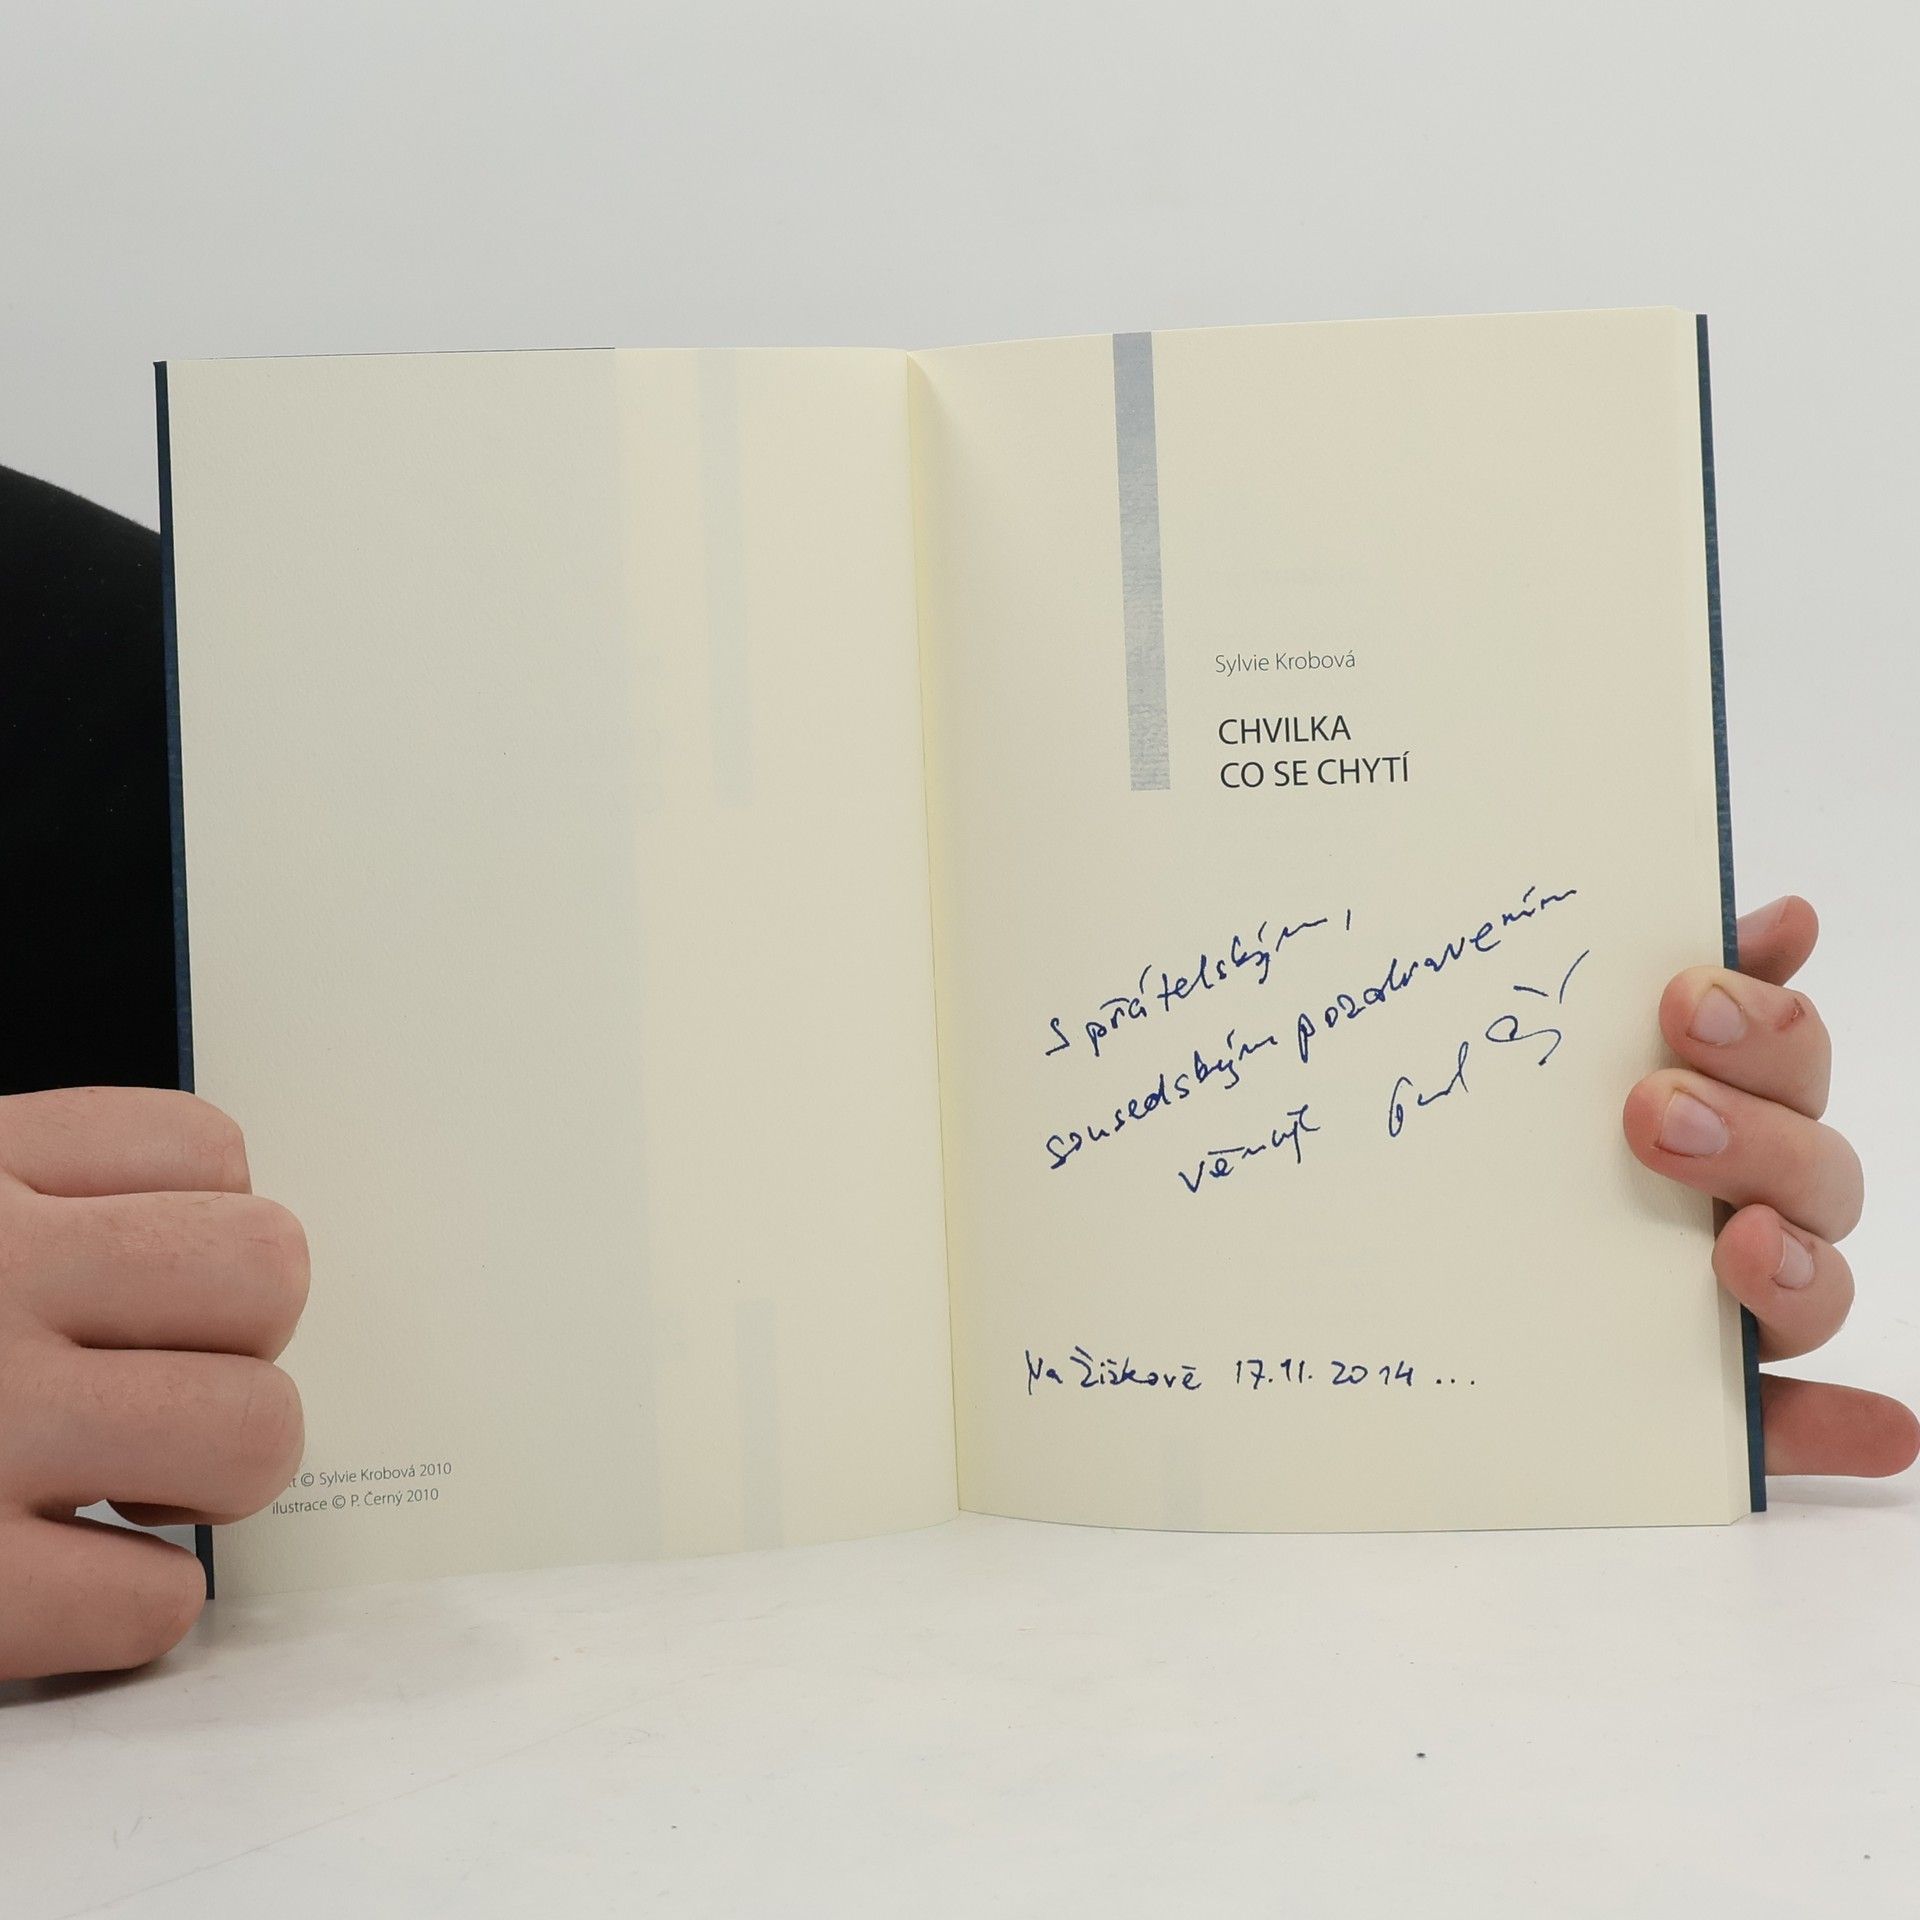 © Sylvie Krobová 2010
ilustrace © P. Černý 2010
Sylvie Krobová
CHVILKA
CO SE CHYTÍ
S přátelským,
sousedským pozdravením
věnuje
Na Žižkově 17.11.2014...